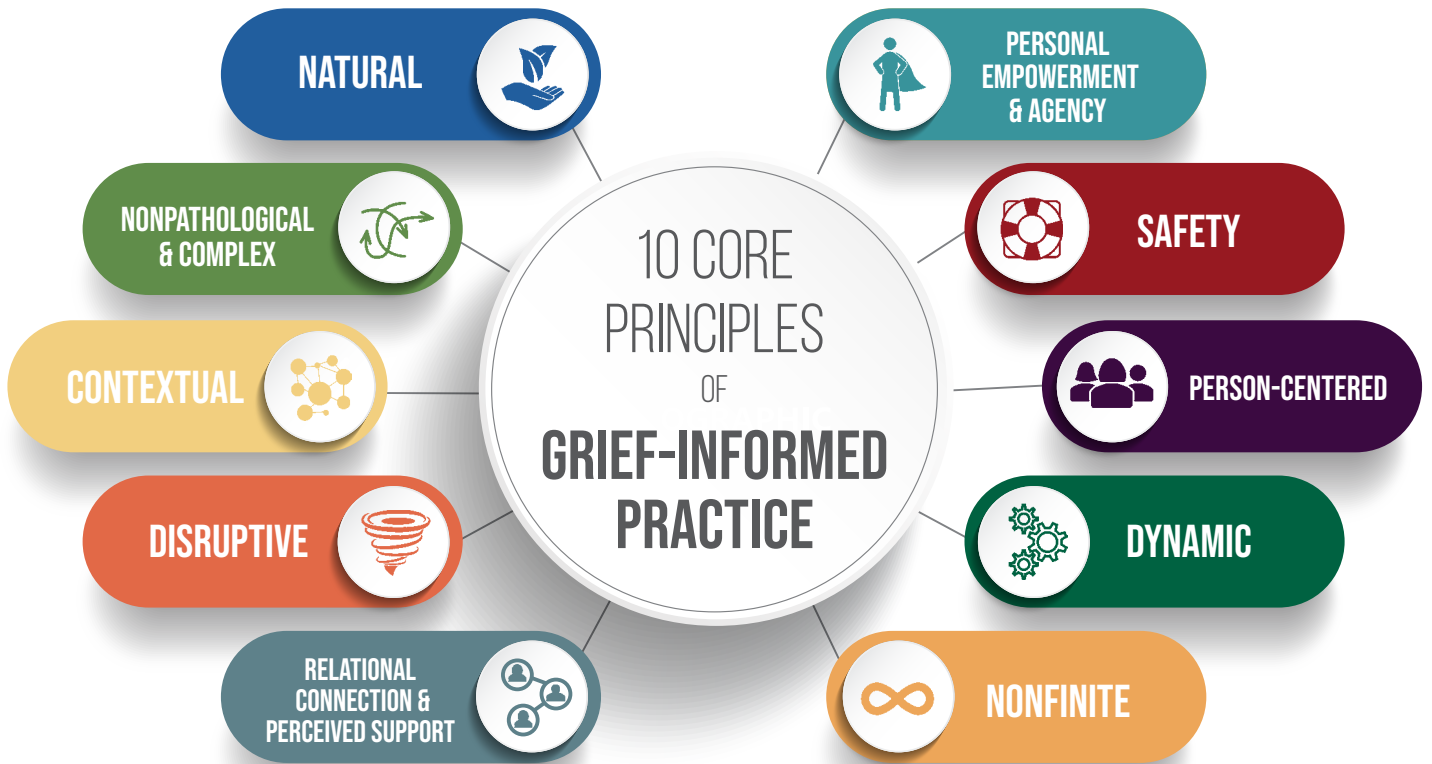 10 CORE
PRINCIPLES
OF
GRIEF-INFORMED
PRACTICE
NATURAL
NONPATHOLOGICAL
& COMPLEX
CONTEXTUAL
DISRUPTIVE
RELATIONAL
CONNECTION &
PERCEIVED SUPPORT
PERSONAL
EMPOWERMENT
& AGENCY
SAFETY
PERSON-CENTERED
DYNAMIC
NONFINITE